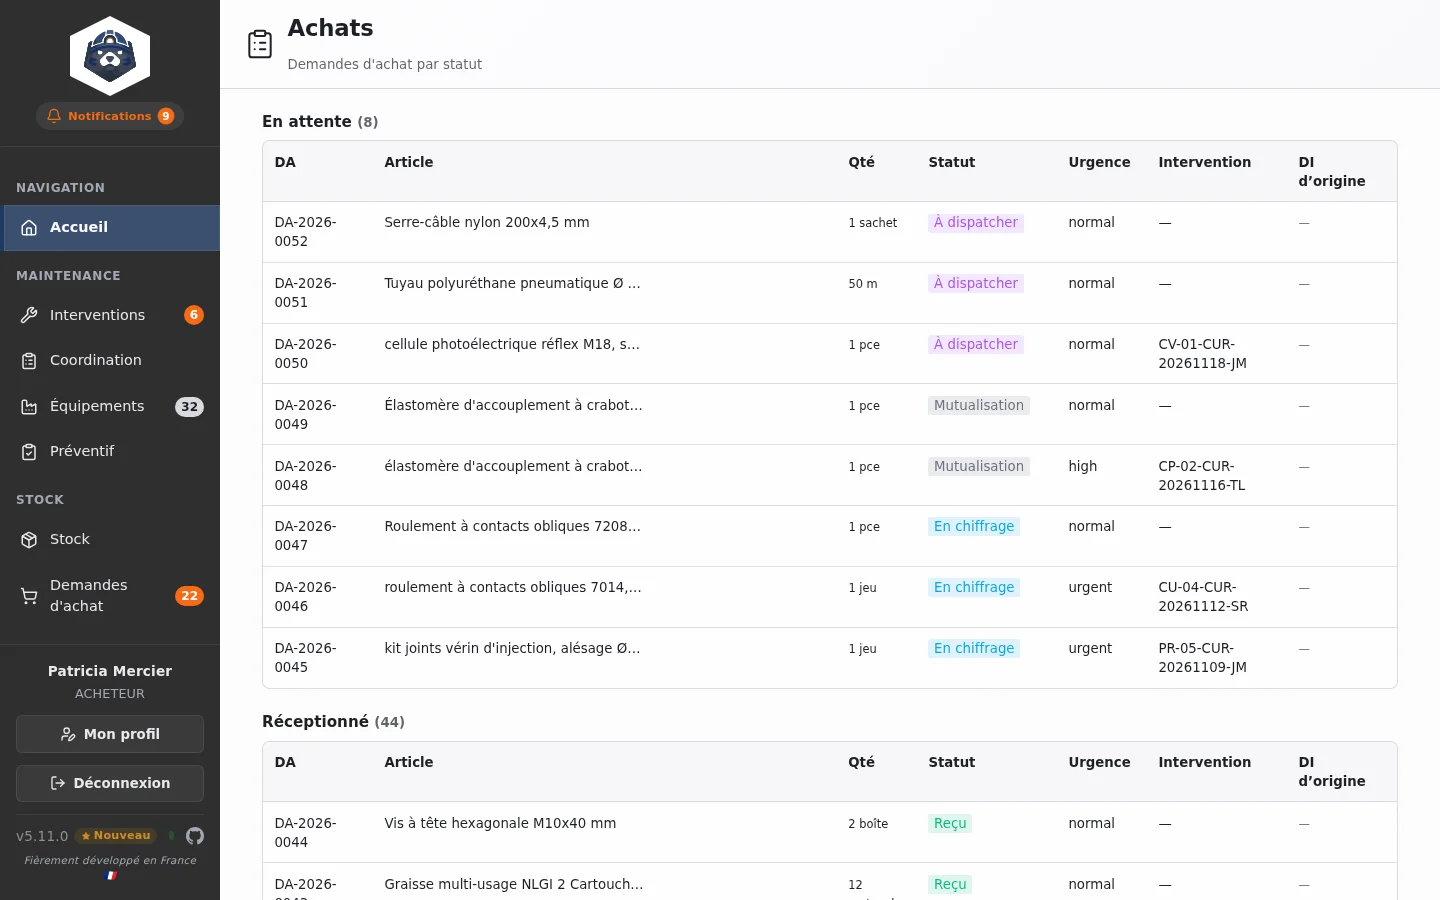 Notifications 9
NAVIGATION
Accueil
MAINTENANCE
Interventions 6
Coordination
Équipements 32
Préventif
STOCK
Stock
Demandes
d'achat 22
Patricia Mercier
ACHETEUR
Mon profil
Déconnexion
v5.11.0 Nouveau
Fièrement développé en France
Achats
Demandes d'achat par statut
En attente (8)
DA Article Qté Statut Urgence Intervention DI
d’origine
DA-2026- Serre-câble nylon 200x4,5 mm 1 sachet À dispatcher normal — —
0052
DA-2026- Tuyau polyuréthane pneumatique Ø … 50 m À dispatcher normal — —
0051
DA-2026- cellule photoélectrique réflex M18, s… 1 pce À dispatcher normal CV-01-CUR- —
0050 20261118-JM
DA-2026- Élastomère d'accouplement à crabot… 1 pce Mutualisation normal — —
0049
DA-2026- élastomère d'accouplement à crabot… 1 pce Mutualisation high CP-02-CUR- —
0048 20261116-TL
DA-2026- Roulement à contacts obliques 7208… 1 pce En chiffrage normal — —
0047
DA-2026- roulement à contacts obliques 7014,… 1 jeu En chiffrage urgent CU-04-CUR- —
0046 20261112-SR
DA-2026- kit joints vérin d'injection, alésage Ø… 1 jeu En chiffrage urgent PR-05-CUR- —
0045 20261109-JM
Réceptionné (44)
DA Article Qté Statut Urgence Intervention DI
d’origine
DA-2026- Vis à tête hexagonale M10x40 mm 2 boîte Reçu normal — —
0044
DA-2026- Graisse multi-usage NLGI 2 Cartouch… 12 Reçu normal — —